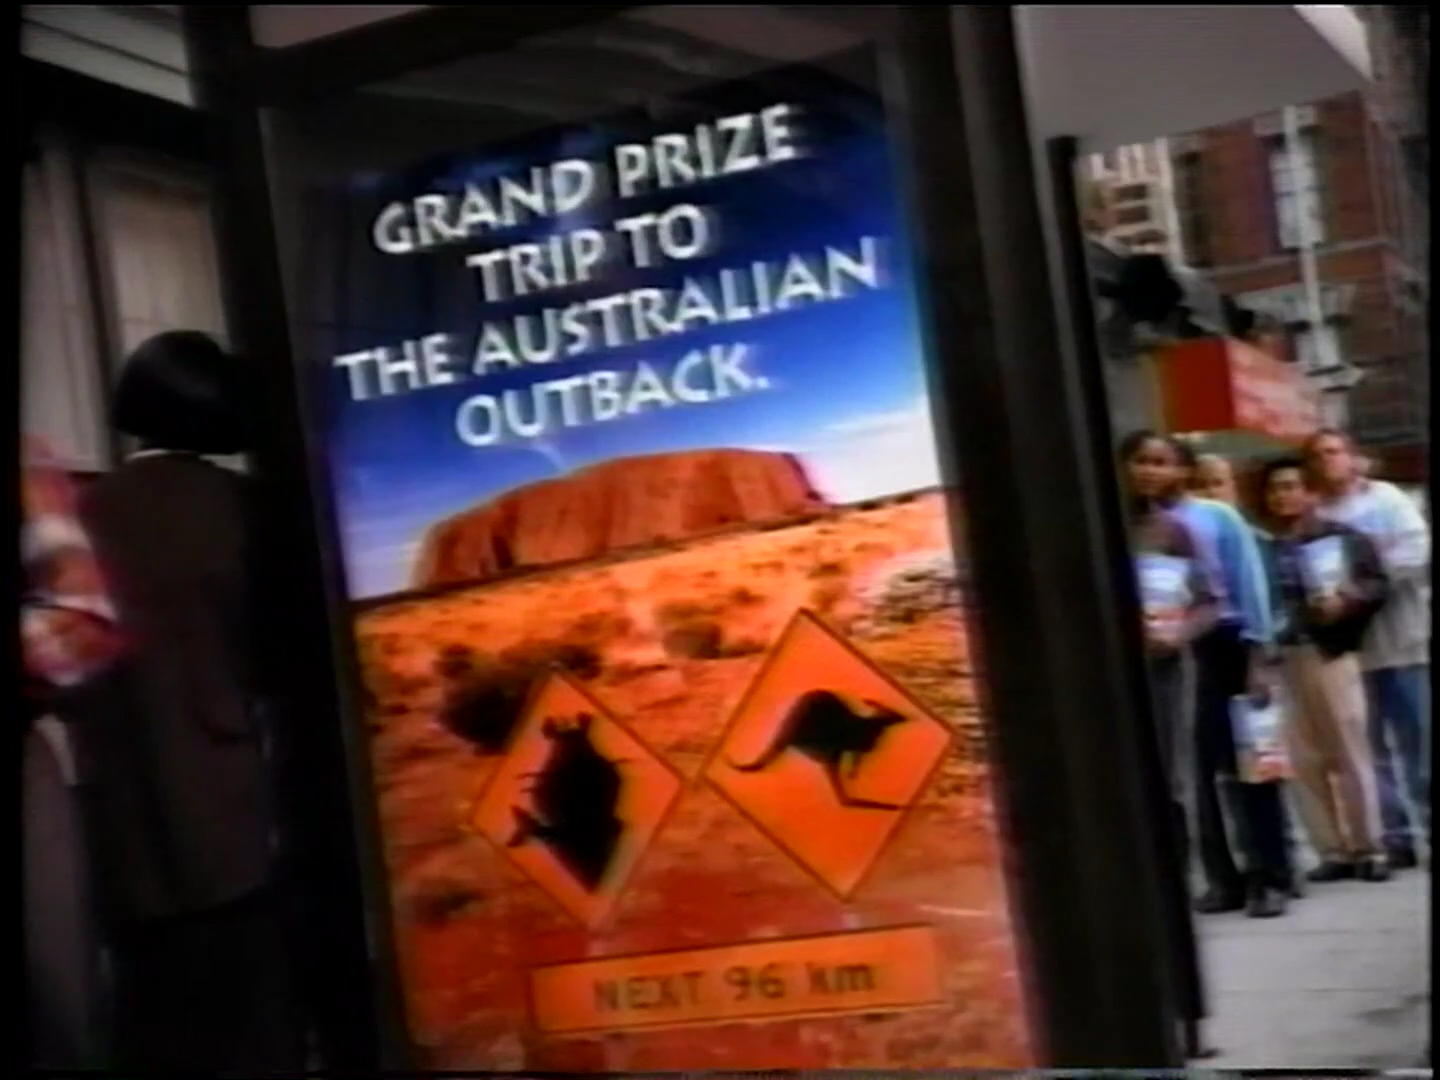 GRAND PRIZE
TRIP TO
THE AUSTRALIAN
OUTBACK.
NEXT 96 km